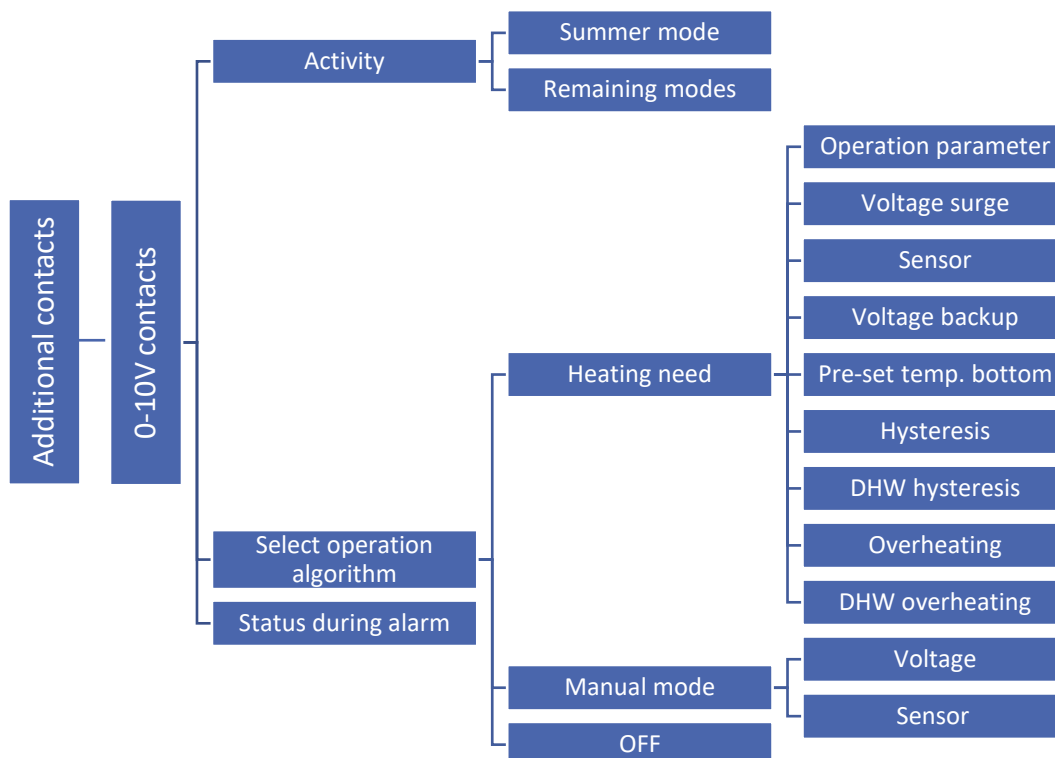 Additional contacts
0-10V contacts
Activity
Summer mode
Remaining modes
Select operation
algorithm
Heating need
Operation parameter
Voltage surge
Sensor
Voltage backup
Pre-set temp. bottom
Hysteresis
DHW hysteresis
Overheating
DHW overheating
Manual mode
Voltage
Sensor
OFF
Status during alarm